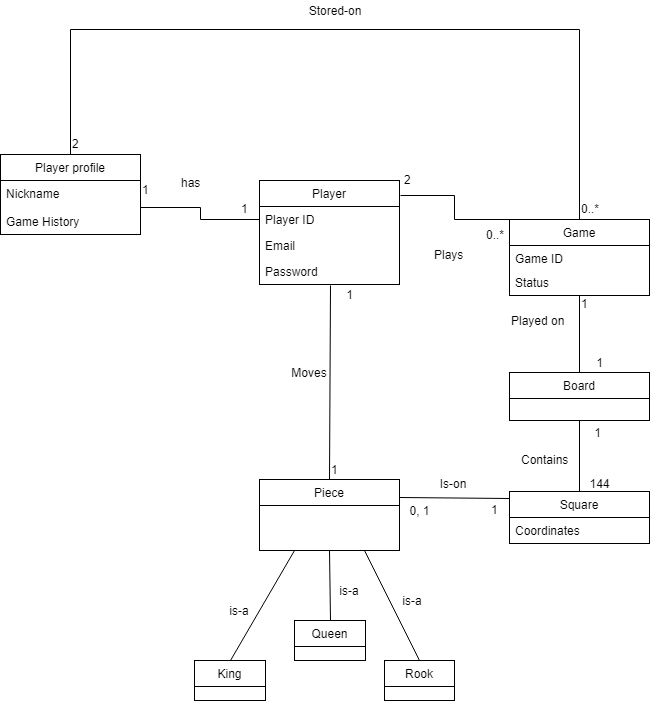 Stored-on
2
Player profile
Nickname
Game History
1
has
1
Player
Player ID
Email
Password
2
Plays
0..*
0..*
Game
Game ID
Status
1
Played on
1
Board
1
Contains
144
Square
Coordinates
1
Moves
1
Piece
Is-on
0, 1
1
is-a
is-a
is-a
King
Queen
Rook